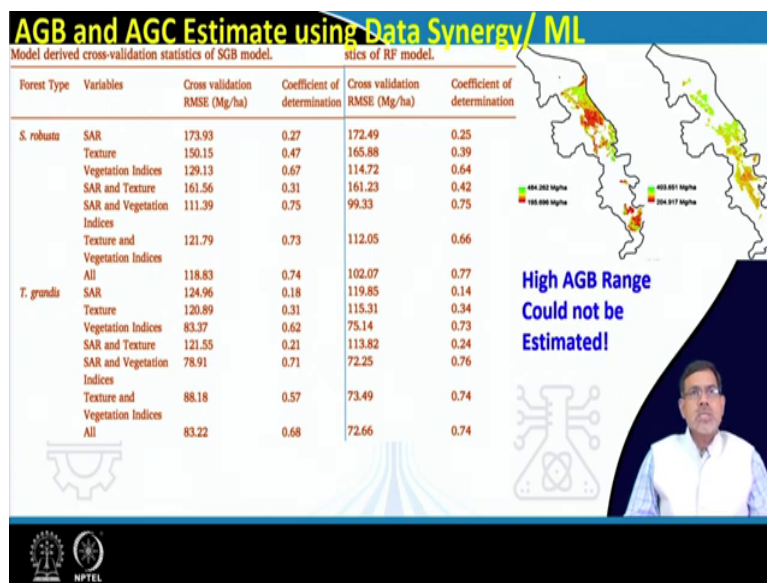 AGB and AGC Estimate using Data Synergy/ ML
Model derived cross-validation statistics of SGB model. stics of RF model.
Forest Type Variables Cross validation Coefficient of Cross validation Coefficient of
RMSE (Mg/ha) determination RMSE (Mg/ha) determination
S. robusta SAR 173.93 0.27 172.49 0.25
Texture 150.15 0.47 165.88 0.39
Vegetation Indices 129.13 0.67 114.72 0.64
SAR and Texture 161.56 0.31 161.23 0.42
SAR and Vegetation 111.39 0.75 99.33 0.75
Indices
Texture and 121.79 0.73 112.05 0.66
Vegetation Indices
All 118.83 0.74 102.07 0.77
T. grandis SAR 124.96 0.18 119.85 0.14
Texture 120.89 0.31 115.31 0.34
Vegetation Indices 83.37 0.62 75.14 0.73
SAR and Texture 121.55 0.21 113.82 0.24
SAR and Vegetation 78.91 0.71 72.25 0.76
Indices
Texture and 88.18 0.57 73.49 0.74
Vegetation Indices
All 83.22 0.68 72.66 0.74
Mg/ha
Mg/ha
204.917 Mg/ha
High AGB Range
Could not be
Estimated!
NPTEL